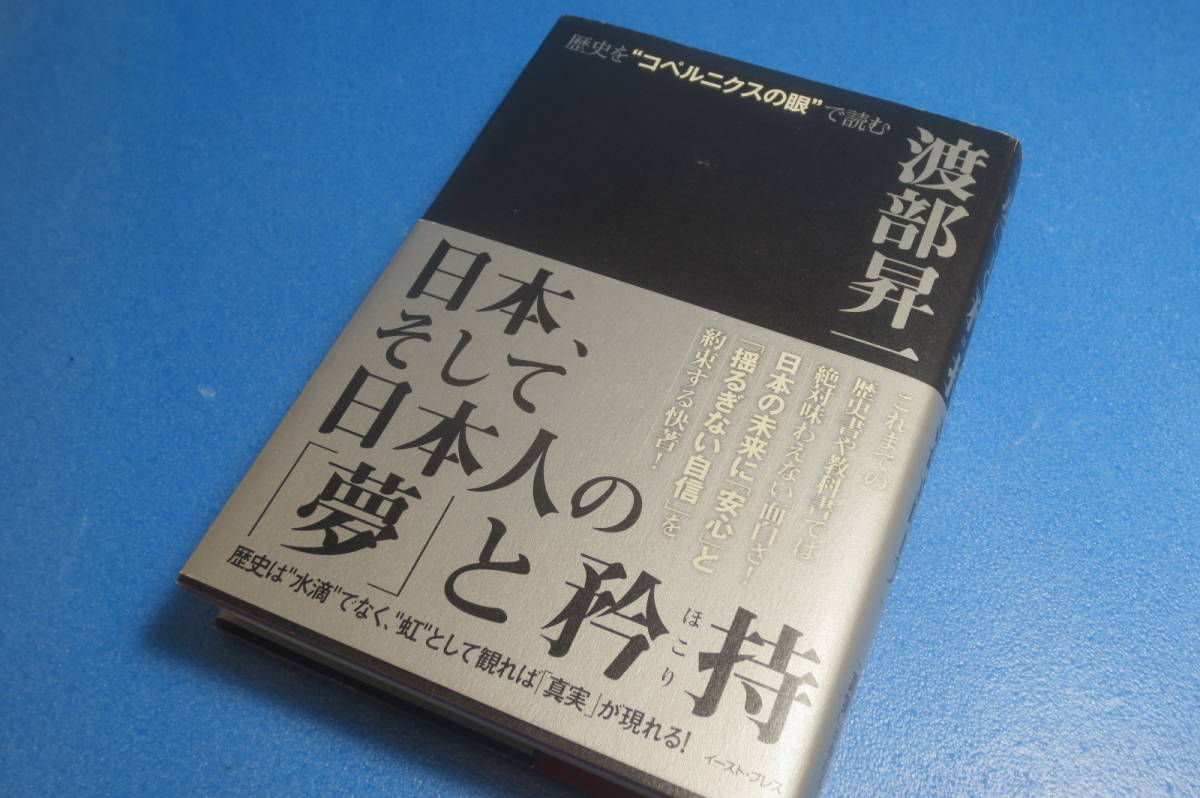 歴史を“コペルニクスの眼”で読む
渡部昇一
これまでの
歴史書や教科書では
絶対味わえない面白さ!
日本の未来に「安心」と
「揺るぎない自信」を
約束する快著!
日本、
そして
日本人の
「夢」と矜持
ほこり
歴史は“水滴”でなく、“虹”として観れば「真実」が現れる!
イースト・プレス